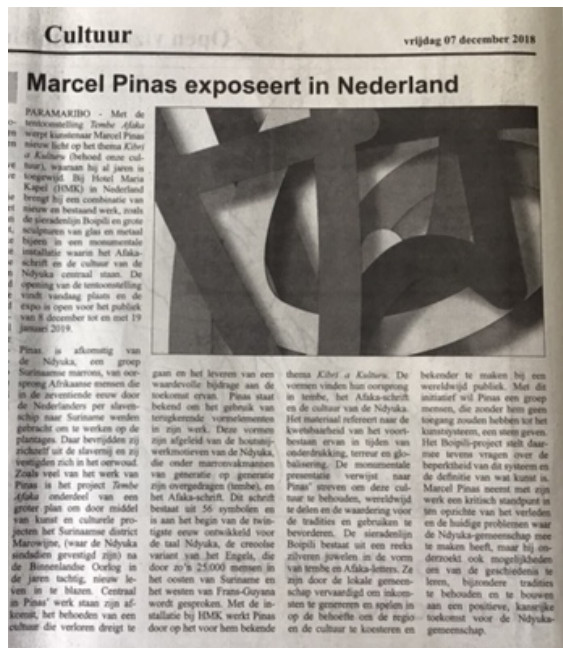 Cultuur
vrijdag 07 december 2018
Marcel Pinas exposeert in Nederland
PARAMARIBO - Met de
tentoonstelling Tembe Afaka
werpt kunstenaar Marcel Pinas
nieuw licht op het thema Kibri
a Kulturu (behoed onze cul-
tuur), waaraan hij al jaren is
toegewijd. Bij Hotel Maria
Kapel (HMK) in Nederland
brengt hij een combinatie van
nieuw en bestaand werk, zoals
de sieradenlijn Boipili en grote
sculpturen van glas en metaal
bijeen in een monumentale
installatie waarin het Afaka-
schrift en de cultuur van de
Ndyuka centraal staan. De
opening van de tentoonstelling
vindt vandaag plaats en de
expo is open voor het publiek
van 8 december tot en met 19
januari 2019.
Pinas is afkomstig van
de Ndyuka, een groep
Surinaamse marrons, van oor-
sprong Afrikaanse mensen die
in de zeventiende eeuw door
de Nederlanders per slaven-
schip naar Suriname werden
gebracht om te werken op de
plantages. Daar bevrijdden zij
zichzelf uit de slavernij en zij
vestigden zich in het oerwoud.
Zoals veel van het werk van
Pinas is het project Tembe
Afaka onderdeel van een
groter plan om door middel
van kunst en culturele pro-
jecten het Surinaamse district
Marowijne, (waar de Ndyuka
sindsdien gevestigd zijn) na
de Binnenlandse Oorlog in
de jaren tachtig, nieuw le-
ven in te blazen. Centraal
in Pinas' werk staan zijn af-
komst, het behoeden van een
cultuur die verloren dreigt te
gaan en het leveren van een
waardevolle bijdrage aan de
toekomst ervan. Pinas staat
bekend om het gebruik van
terugkerende vormelementen
in zijn werk. Deze vormen
zijn afgeleid van de houtsnij-
werkmotieven van de Ndyuka,
die onder marronvakmannen
van generatie op generatie
zijn overgedragen (tembe), en
het Afaka-schrift. Dit schrift
bestaat uit 56 symbolen en
is aan het begin van de twin-
tigste eeuw ontwikkeld voor
de taal Ndyuka, de creoolse
variant van het Engels, die
door zo'n 25.000 mensen in
het oosten van Suriname en
het westen van Frans-Guyana
wordt gesproken. Met de in-
stallatie bij HMK werkt Pinas
door op het voor hem bekende
thema Kibri a Kulturu. De
vormen vinden hun oorsprong
in tembe, het Afaka-schrift
en de cultuur van de Ndyuka.
Het materiaal refereert naar de
kwetsbaarheid van het voort-
bestaan ervan in tijden van
onderdrukking, terreur en glo-
balisering. De monumentale
presentatie verwijst naar
Pinas' streven om deze cul-
tuur te behouden, wereldwijd
te delen en de waardering voor
de tradities en gebruiken te
bevorderen. De sieradenlijn
Boipili bestaat uit een reeks
zilveren juwelen in de vorm
van tembe en Afaka-letters. Ze
zijn door de lokale gemeen-
schap vervaardigd om inkom-
sten te genereren en spelen in
op de behoefte om de regio
en de cultuur te koesteren en
bekender te maken bij een
wereldwijd publiek. Met dit
initiatief wil Pinas een groep
mensen, die zonder hem geen
toegang zouden hebben tot het
kunstsysteem, een stem geven.
Het Boipili-project stelt daar-
mee tevens vragen over de
beperktheid van dit systeem en
de definitie van wat kunst is.
Marcel Pinas neemt met zijn
werk een kritisch standpunt in
ten opzichte van het verleden
en de huidige problemen waar
de Ndyuka-gemeenschap mee
te maken heeft, maar hij on-
derzoekt ook mogelijkheden
om van de geschiedenis te
leren, bijzondere tradities
te behouden en te bouwen
aan een positieve, kansrijke
toekomst voor de Ndyuka-
gemeenschap.